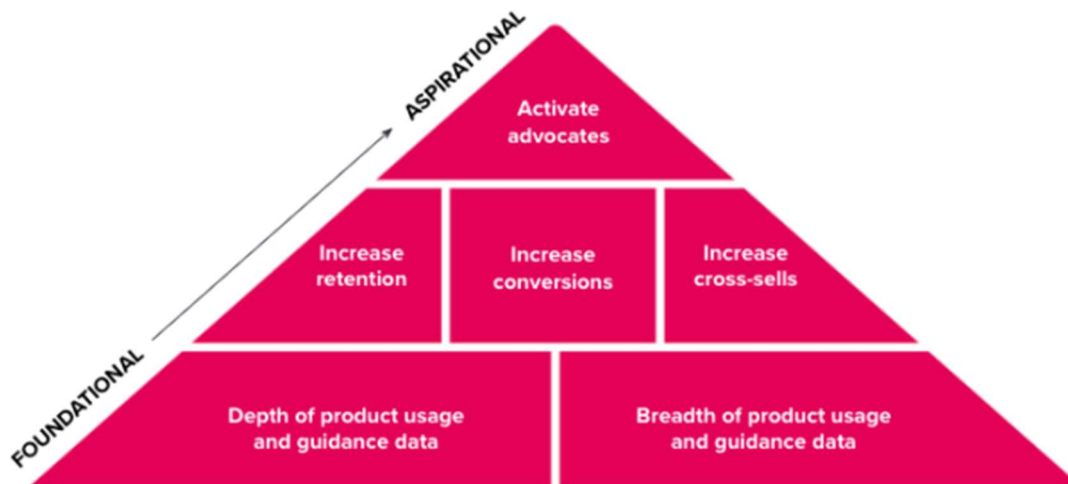 ASPIRATIONAL
Activate
advocates
Increase
retention
Increase
conversions
Increase
cross-sells
FOUNDATIONAL
Depth of product usage
and guidance data
Breadth of product usage
and guidance data